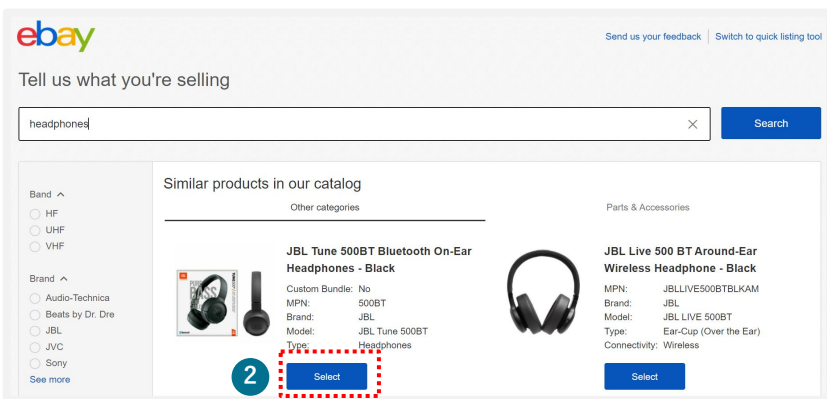 ebay
Send us your feedback
Switch to quick listing tool
Tell us what you're selling
headphones
Search
Similar products in our catalog
Other categories
Parts & Accessories
Band
HF
UHF
VHF
Brand
Audio-Technica
Beats by Dr. Dre
JBL
JVC
Sony
See more
JBL Tune 500BT Bluetooth On-Ear
Headphones - Black
Custom Bundle: No
MPN: 500BT
Brand: JBL
Model: JBL Tune 500BT
Type: Headphones
2
Select
JBL Live 500 BT Around-Ear
Wireless Headphone - Black
MPN: JBLLIVE500BTBLKAM
Brand: JBL
Model: JBL LIVE 500BT
Type: Ear-Cup (Over the Ear)
Connectivity: Wireless
Select